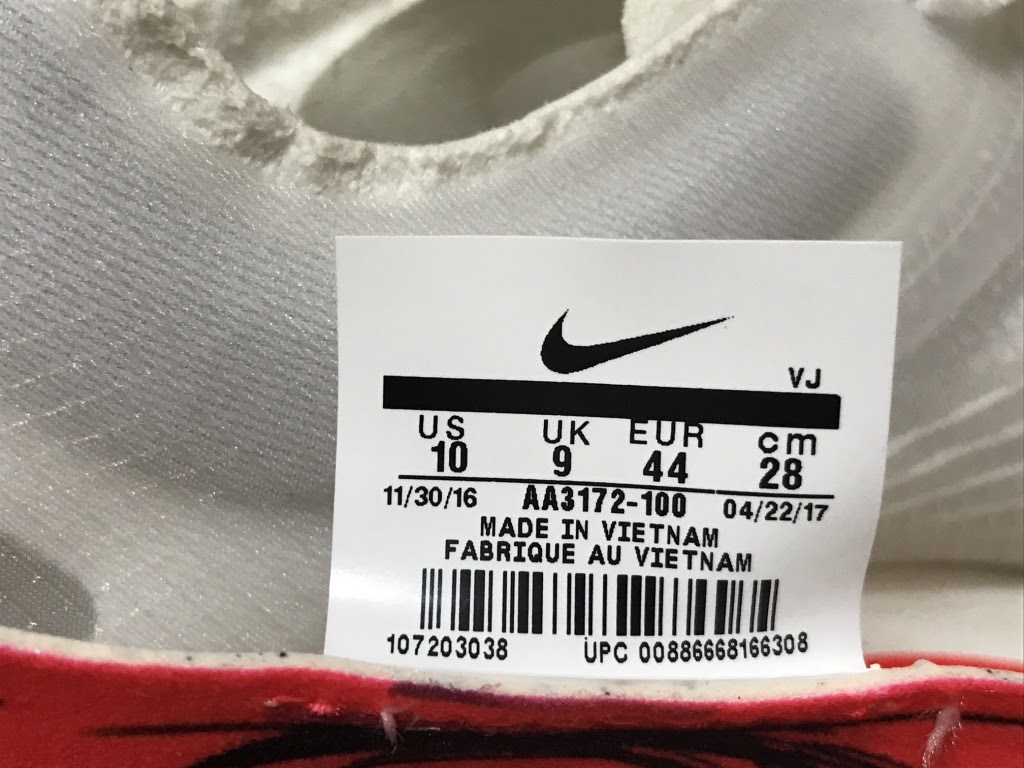 VJ
US UK EUR cm
10 9 44 28
11/30/16 AA3172-100 04/22/17
MADE IN VIETNAM
FABRIQUE AU VIETNAM
107203038 UPC 00886668166308